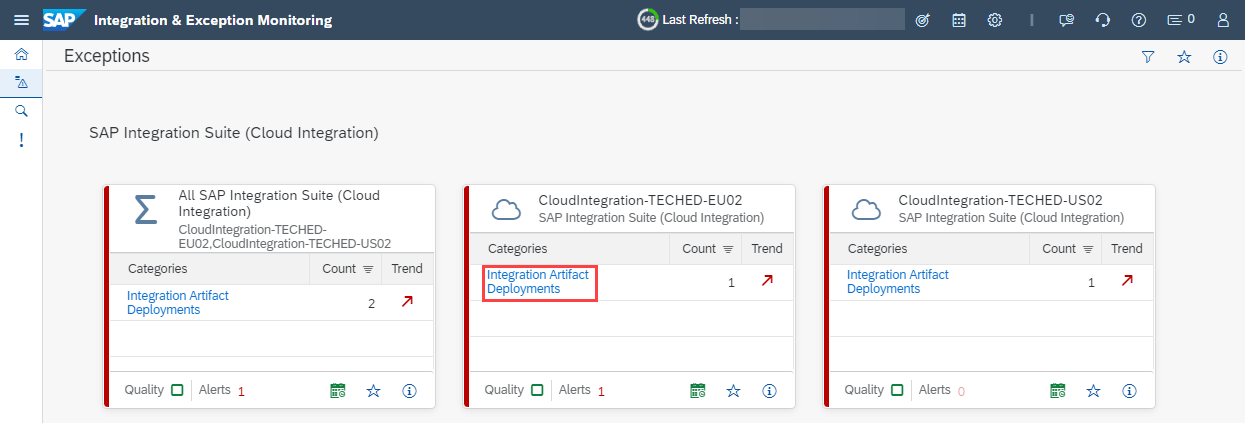 SAP Integration & Exception Monitoring 448 Last Refresh : 0
Exceptions
SAP Integration Suite (Cloud Integration)
All SAP Integration Suite (Cloud
Integration)
CloudIntegration-TECHED-
EU02,CloudIntegration-TECHED-US02
Categories Count Trend
Integration Artifact
Deployments 2
Quality Alerts 1
CloudIntegration-TECHED-EU02
SAP Integration Suite (Cloud Integration)
Categories Count Trend
Integration Artifact
Deployments 1
Quality Alerts 1
CloudIntegration-TECHED-US02
SAP Integration Suite (Cloud Integration)
Categories Count Trend
Integration Artifact
Deployments 1
Quality Alerts 0